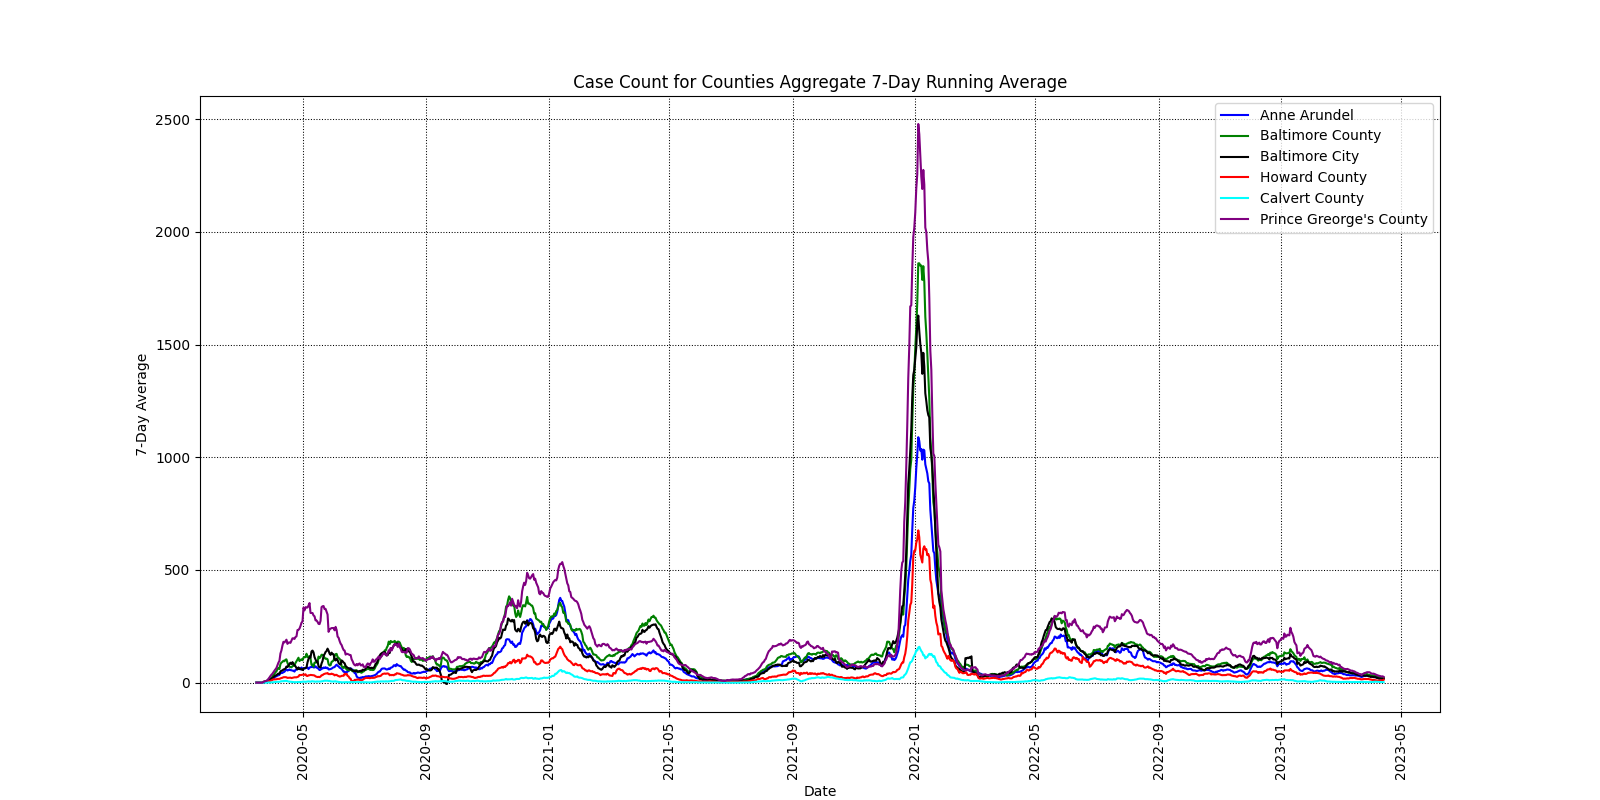 Case Count for Counties Aggregate 7-Day Running Average
Anne Arundel
Baltimore County
Baltimore City
Howard County
Calvert County
Prince Greorge's County
7-Day Average
2500
2000
1500
1000
500
0
2020-05
2020-09
2021-01
2021-05
2021-09
2022-01
2022-05
2022-09
2023-01
2023-05
Date